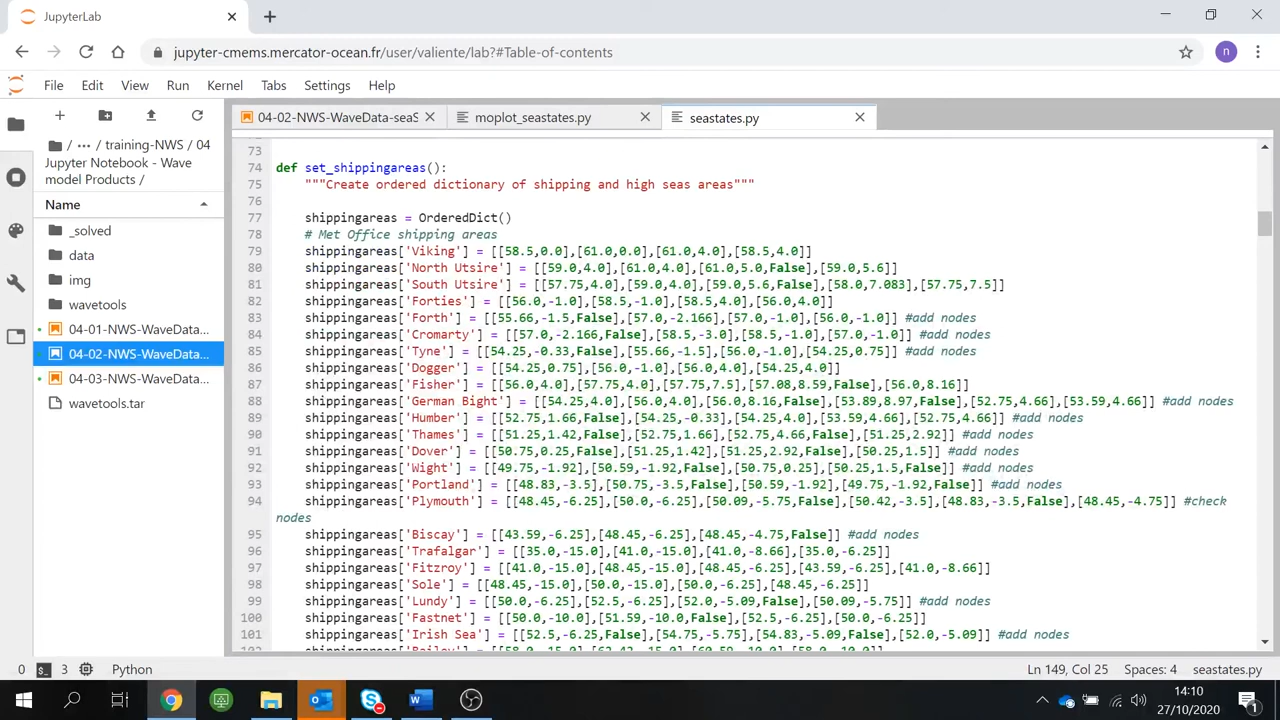 JupyterLab
jupyter-cmems.mercator-ocean.fr/user/valiente/lab?#Table-of-contents
n
File Edit View Run Kernel Tabs Settings Help
04-02-NWS-WaveData-seaS
moplot_seastates.py
seastates.py
/ ··· / training-NWS / 04
Jupyter Notebook - Wave
model Products /
Name
_solved
data
img
wavetools
04-01-NWS-WaveData...
04-02-NWS-WaveData...
04-03-NWS-WaveData...
wavetools.tar
73
74 def set_shippingareas():
75 """Create ordered dictionary of shipping and high seas areas"""
76
77 shippingareas = OrderedDict()
78 # Met Office shipping areas
79 shippingareas['Viking'] = [[58.5,0.0],[61.0,0.0],[61.0,4.0],[58.5,4.0]]
80 shippingareas['North Utsire'] = [[59.0,4.0],[61.0,4.0],[61.0,5.0,False],[59.0,5.6]]
81 shippingareas['South Utsire'] = [[57.75,4.0],[59.0,4.0],[59.0,5.6,False],[58.0,7.083],[57.75,7.5]]
82 shippingareas['Forties'] = [[56.0,-1.0],[58.5,-1.0],[58.5,4.0],[56.0,4.0]]
83 shippingareas['Forth'] = [[55.66,-1.5,False],[57.0,-2.166],[57.0,-1.0],[56.0,-1.0]] #add nodes
84 shippingareas['Cromarty'] = [[57.0,-2.166,False],[58.5,-3.0],[58.5,-1.0],[57.0,-1.0]] #add nodes
85 shippingareas['Tyne'] = [[54.25,-0.33,False],[55.66,-1.5],[56.0,-1.0],[54.25,0.75]] #add nodes
86 shippingareas['Dogger'] = [[54.25,0.75],[56.0,-1.0],[56.0,4.0],[54.25,4.0]]
87 shippingareas['Fisher'] = [[56.0,4.0],[57.75,4.0],[57.75,7.5],[57.08,8.59,False],[56.0,8.16]]
88 shippingareas['German Bight'] = [[54.25,4.0],[56.0,4.0],[56.0,8.16,False],[53.89,8.97,False],[52.75,4.66],[53.59,4.66]] #add nodes
89 shippingareas['Humber'] = [[52.75,1.66,False],[54.25,-0.33],[54.25,4.0],[53.59,4.66],[52.75,4.66]] #add nodes
90 shippingareas['Thames'] = [[51.25,1.42,False],[52.75,1.66],[52.75,4.66,False],[51.25,2.92]] #add nodes
91 shippingareas['Dover'] = [[50.75,0.25,False],[51.25,1.42],[51.25,2.92,False],[50.25,1.5]] #add nodes
92 shippingareas['Wight'] = [[49.75,-1.92],[50.59,-1.92,False],[50.75,0.25],[50.25,1.5,False]] #add nodes
93 shippingareas['Portland'] = [[48.83,-3.5],[50.75,-3.5,False],[50.59,-1.92],[49.75,-1.92,False]] #add nodes
94 shippingareas['Plymouth'] = [[48.45,-6.25],[50.0,-6.25],[50.09,-5.75,False],[50.42,-3.5],[48.83,-3.5,False],[48.45,-4.75]] #check
nodes
95 shippingareas['Biscay'] = [[43.59,-6.25],[48.45,-6.25],[48.45,-4.75,False]] #add nodes
96 shippingareas['Trafalgar'] = [[35.0,-15.0],[41.0,-15.0],[41.0,-8.66],[35.0,-6.25]]
97 shippingareas['Fitzroy'] = [[41.0,-15.0],[48.45,-15.0],[48.45,-6.25],[43.59,-6.25],[41.0,-8.66]]
98 shippingareas['Sole'] = [[48.45,-15.0],[50.0,-15.0],[50.0,-6.25],[48.45,-6.25]]
99 shippingareas['Lundy'] = [[50.0,-6.25],[52.5,-6.25],[52.0,-5.09,False],[50.09,-5.75]] #add nodes
100 shippingareas['Fastnet'] = [[50.0,-10.0],[51.59,-10.0,False],[52.5,-6.25],[50.0,-6.25]]
101 shippingareas['Irish Sea'] = [[52.5,-6.25,False],[54.75,-5.75],[54.83,-5.09,False],[52.0,-5.09]] #add nodes
0 3 Python
Ln 149, Col 25 Spaces: 4 seastates.py
14:10
27/10/2020
1